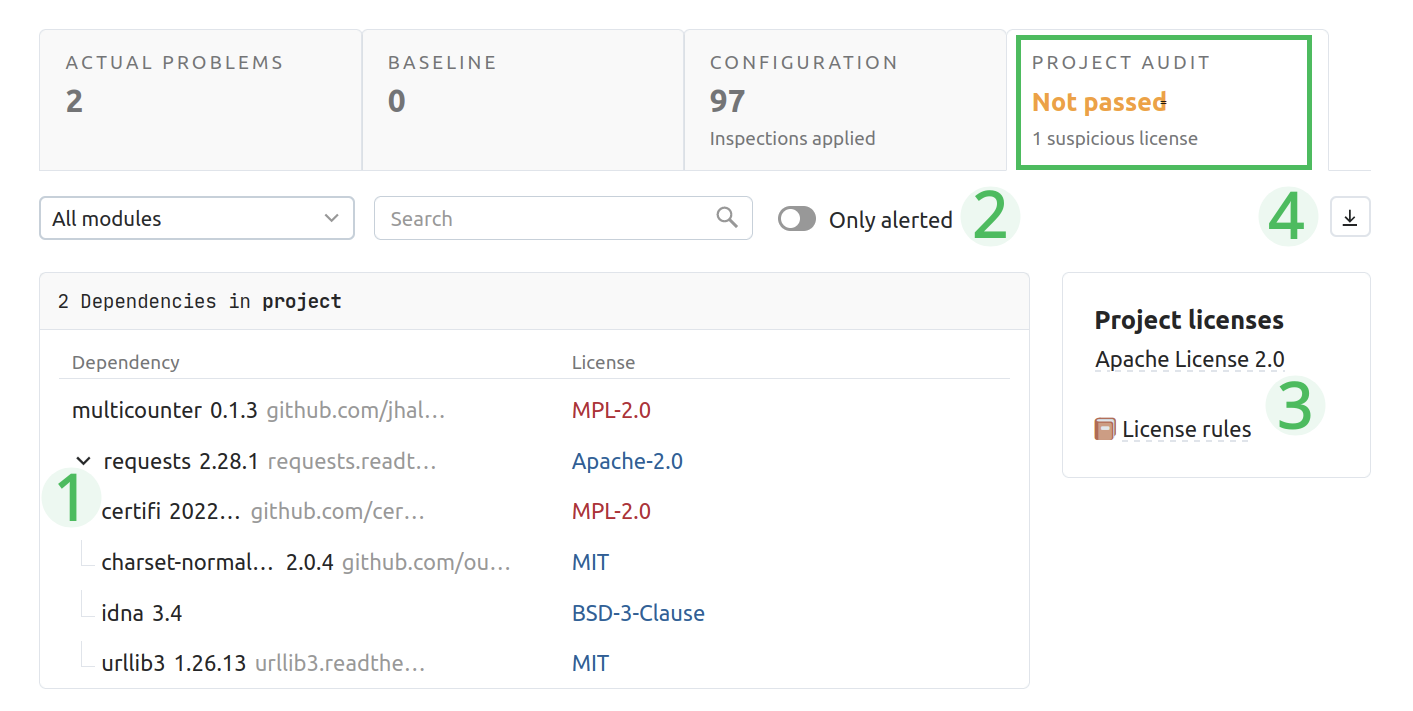 ACTUAL PROBLEMS
2
BASELINE
0
CONFIGURATION
97
Inspections applied
PROJECT AUDIT
Not passed
1 suspicious license
All modules
Search
Only alerted
2
4
2 Dependencies in project
Dependency License
multicounter 0.1.3 github.com/jhal... MPL-2.0
requests 2.28.1 requests.readt... Apache-2.0
1
certifi 2022... github.com/cer... MPL-2.0
charset-normal... 2.0.4 github.com/ou... MIT
idna 3.4 BSD-3-Clause
urllib3 1.26.13 urllib3.readthe... MIT
Project licenses
Apache License 2.0
3
License rules